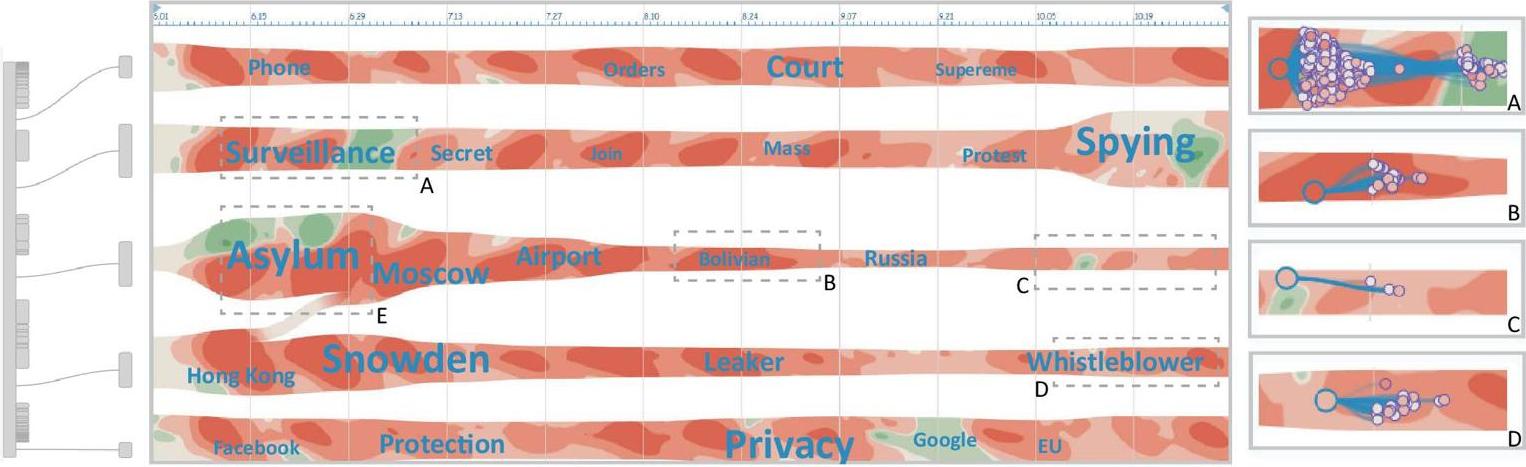 6.01 6.15 6.29 7.13 7.27 8.10 8.24 9.07 9.21 10.05 10.19
Phone Orders Court Supereme
A
Surveillance Secret Join Mass Protest Spying
A
B
Asylum Moscow Airport Bolivian Russia
B
C
E
C
Snowden Leaker Whistleblower
Hong Kong
D
Facebook Protection Privacy Google EU
D